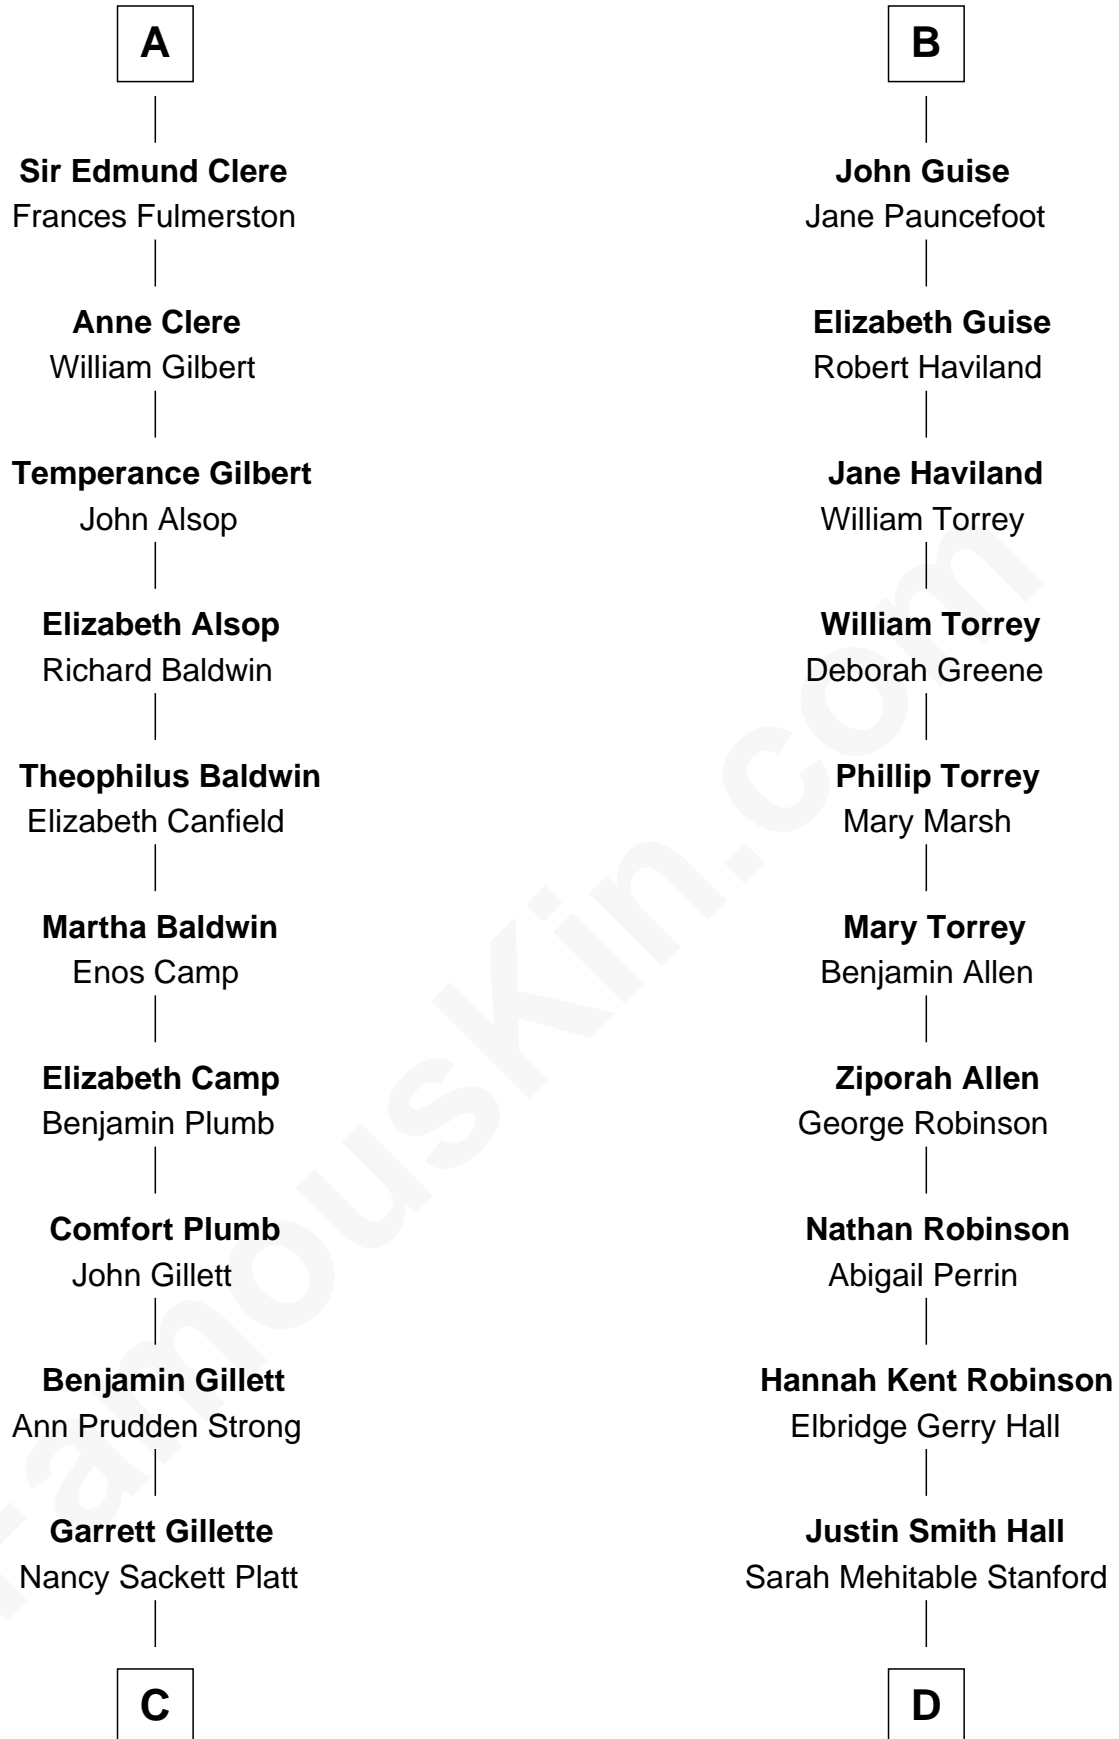 A
Sir Edmund Clere
Frances Fulmerston
Anne Clere
William Gilbert
Temperance Gilbert
John Alsop
Elizabeth Alsop
Richard Baldwin
Theophilus Baldwin
Elizabeth Canfield
Martha Baldwin
Enos Camp
Elizabeth Camp
Benjamin Plumb
Comfort Plumb
John Gillett
Benjamin Gillett
Ann Prudden Strong
Garrett Gillette
Nancy Sackett Platt
C
B
John Guise
Jane Pauncefoot
Elizabeth Guise
Robert Haviland
Jane Haviland
William Torrey
William Torrey
Deborah Greene
Phillip Torrey
Mary Marsh
Mary Torrey
Benjamin Allen
Ziporah Allen
George Robinson
Nathan Robinson
Abigail Perrin
Hannah Kent Robinson
Elbridge Gerry Hall
Justin Smith Hall
Sarah Mehitable Stanford
D
FamousKin.com